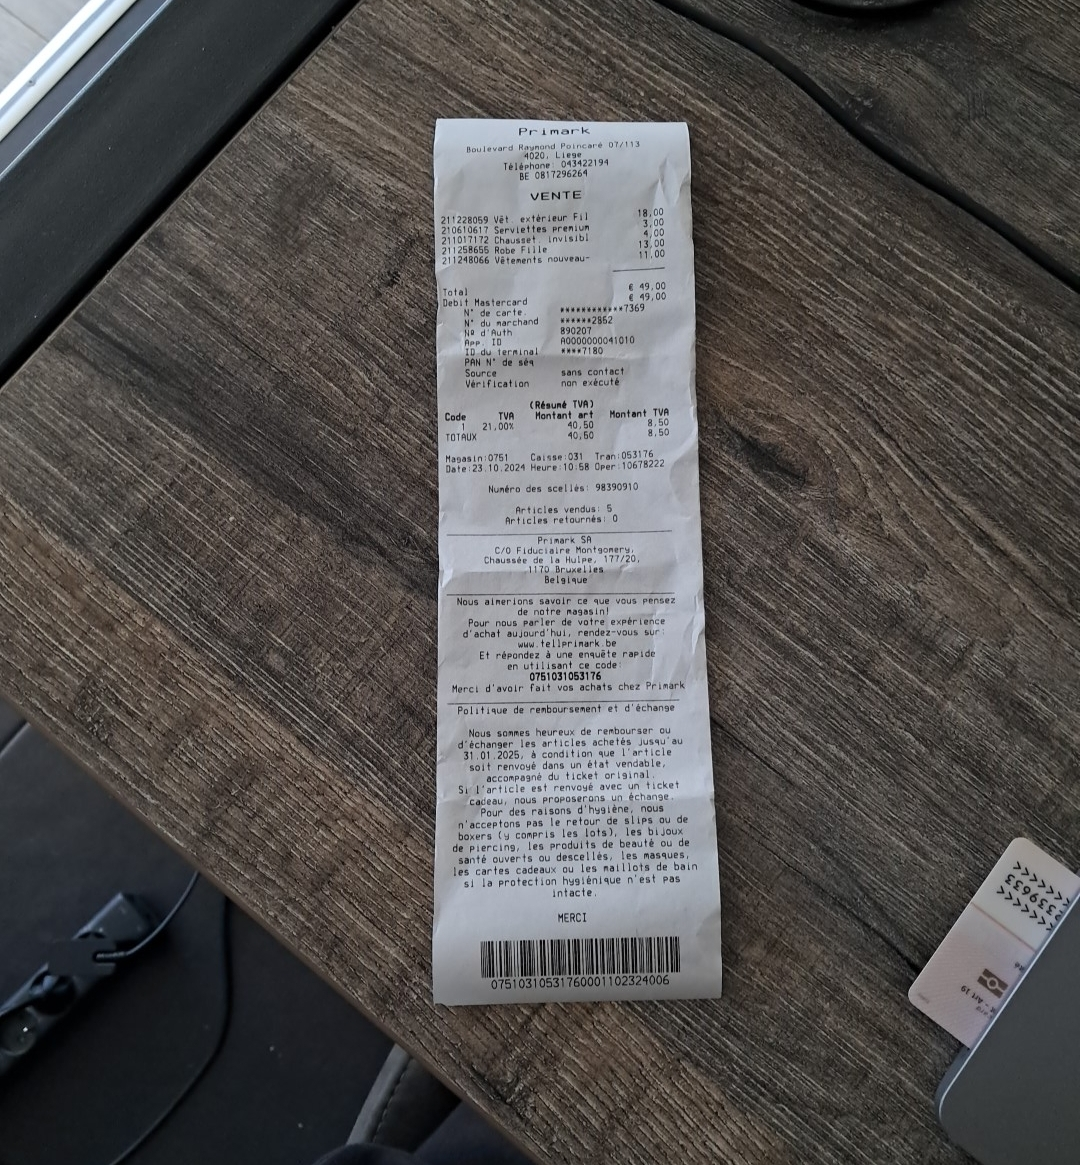 Primark
Boulevard Raymond Poincaré 07/113
4020, Liege
Téléphone: 043422194
BE 0817296264
VENTE
211228059 Vêt. extérieur Fil 18,00
210610617 Serviettes premium 3,00
211017172 Chausset. invisibl 4,00
211258655 Robe Fille 13,00
211248066 Vêtements nouveau- 11,00
Total € 49,00
Debit Mastercard € 49,00
N° de carte. ************7369
N° du marchand ******2862
Nº d'Auth 890207
App. ID A0000000041010
ID du terminal ****7180
PAN N° de séq
Source sans contact
Vérification non exécuté
(Résumé TVA)
Code TVA Montant art Montant TVA
1 21,00% 40,50 8,50
TOTAUX 40,50 8,50
Magasin:0751 Caisse:031 Tran:053176
Date:23.10.2024 Heure:10:58 Oper:10678222
Numéro des scellés: 98390910
Articles vendus: 5
Articles retournés: 0
Primark SA
C/O Fiduciaire Montgomery,
Chaussée de la Hulpe, 177/20,
1170 Bruxelles
Belgique
Nous aimerions savoir ce que vous pensez
de notre magasin!
Pour nous parler de votre expérience
d'achat aujourd'hui, rendez-vous sur:
www.tellprimark.be
Et répondez à une enquête rapide
en utilisant ce code:
0751031053176
Merci d'avoir fait vos achats chez Primark
Politique de remboursement et d'échange
Nous sommes heureux de rembourser ou
d'échanger les articles achetés jusqu'au
31.01.2025, à condition que l'article
soit renvoyé dans un état vendable,
accompagné du ticket original.
Si l'article est renvoyé avec un ticket
cadeau, nous proposerons un échange.
Pour des raisons d'hygiène, nous
n'acceptons pas le retour de slips ou de
boxers (y compris les lots), les bijoux
de piercing, les produits de beauté ou de
santé ouverts ou descellés, les masques,
les cartes cadeaux ou les maillots de bain
si la protection hygiénique n'est pas
intacte.
MERCI
07510310531760001102324006
<<<<<<<
339633
<<<<<<<
- Art 19